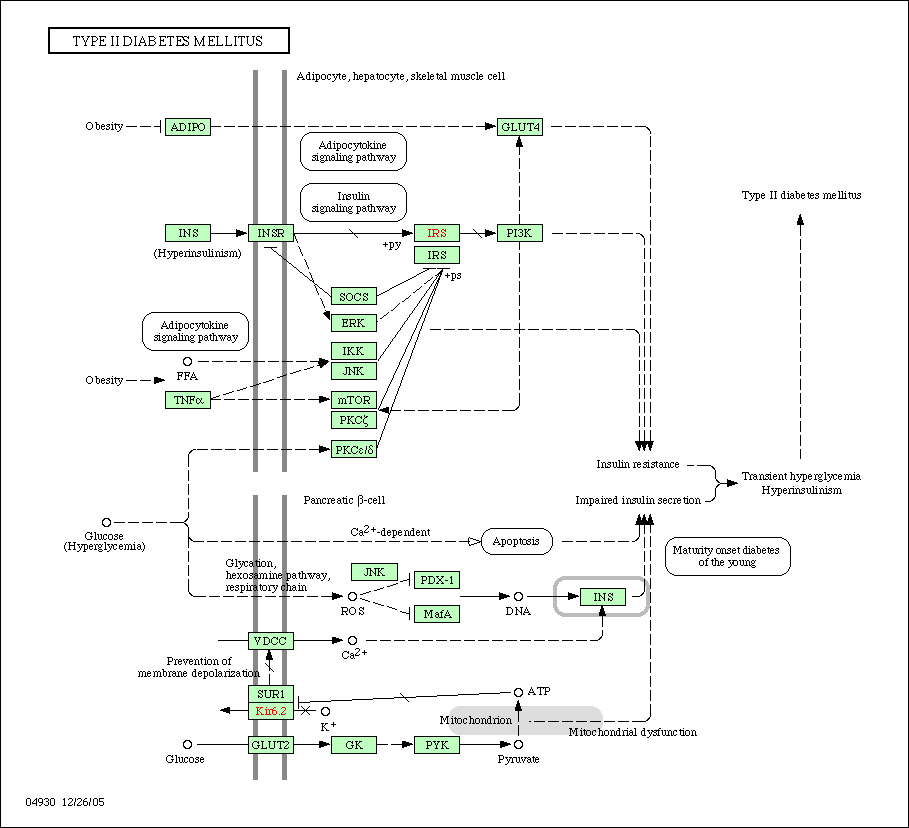 TYPE II DIABETES MELLITUS
Adipocyte, hepatocyte, skeletal muscle cell
Obesity
ADIPO
GLUT4
Adipocytokine
signaling pathway
Insulin
signaling pathway
Type II diabetes mellitus
INS
INSR
IRS
PI3K
(Hyperinsulinism)
+py
IRS
+ps
SOCS
ERK
Adipocytokine
signaling pathway
IKK
FFA
JNK
Obesity
TNFα
mTOR
PKCζ
PKCε/δ
Insulin resistance
Transient hyperglycemia
Hyperinsulinism
Impaired insulin secretion
Pancreatic β-cell
Glucose
(Hyperglycemia)
Ca2+-dependent
Apoptosis
Maturity onset diabetes
of the young
Glycation,
hexosamine pathway,
respiratory chain
JNK
PDX-1
ROS
MafA
DNA
INS
VDCC
Ca2+
Prevention of
membrane depolarization
SUR1
Kir6.2
K+
ATP
Mitochondrion
Mitochondrial dysfunction
Glucose
GLUT2
GK
PYK
Pyruvate
04930 12/26/05